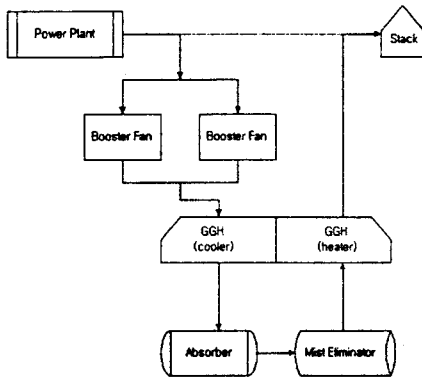 Power Plant
Stack
Booster Fan
Booster Fan
GGH
(cooler)
GGH
(heater)
Absorber
Mist Eliminator